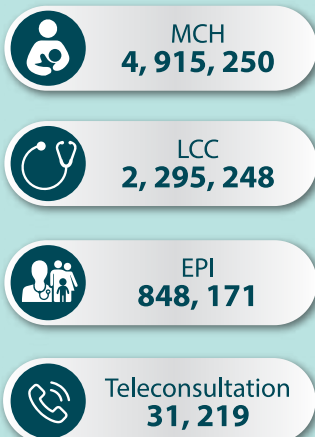 MCH
4, 915, 250
LCC
2, 295, 248
EPI
848, 171
Teleconsultation
31, 219